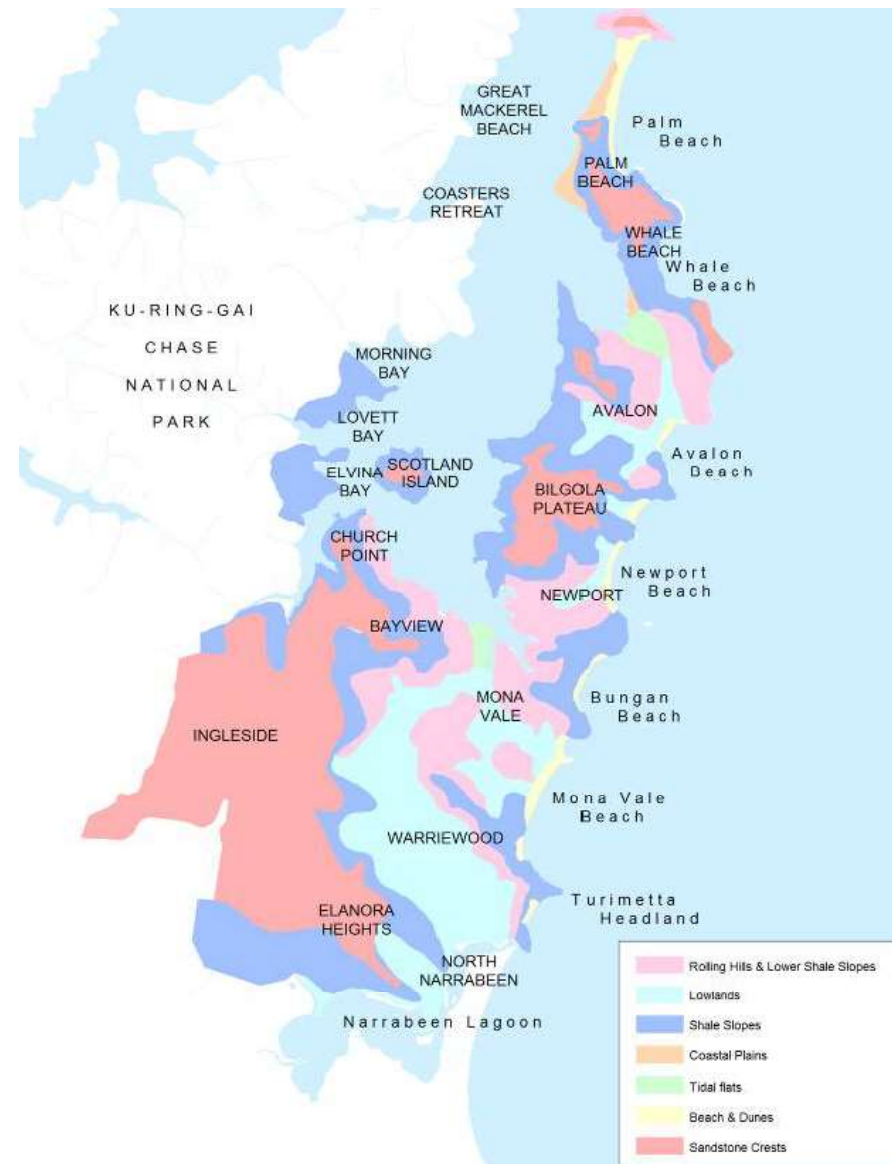 GREAT
MACKEREL
BEACH
Palm
Beach
PALM
BEACH
COASTERS
RETREAT
WHALE
BEACH
Whale
Beach
KU-RING-GAI
CHASE
NATIONAL
PARK
MORNING
BAY
AVALON
LOVETT
BAY
Avalon
Beach
ELVINA
BAY
SCOTLAND
ISLAND
BILGOLA
PLATEAU
CHURCH
POINT
Newport
Beach
NEWPORT
BAYVIEW
MONA
VALE
Bungan
Beach
INGLESIDE
Mona Vale
Beach
WARRIEWOOD
Turimetta
Headland
ELANORA
HEIGHTS
NORTH
NARRABEEN
Narrabeen Lagoon
Rolling Hills & Lower Shale Slopes
Lowlands
Shale Slopes
Coastal Plains
Tidal flats
Beach & Dunes
Sandstone Crests